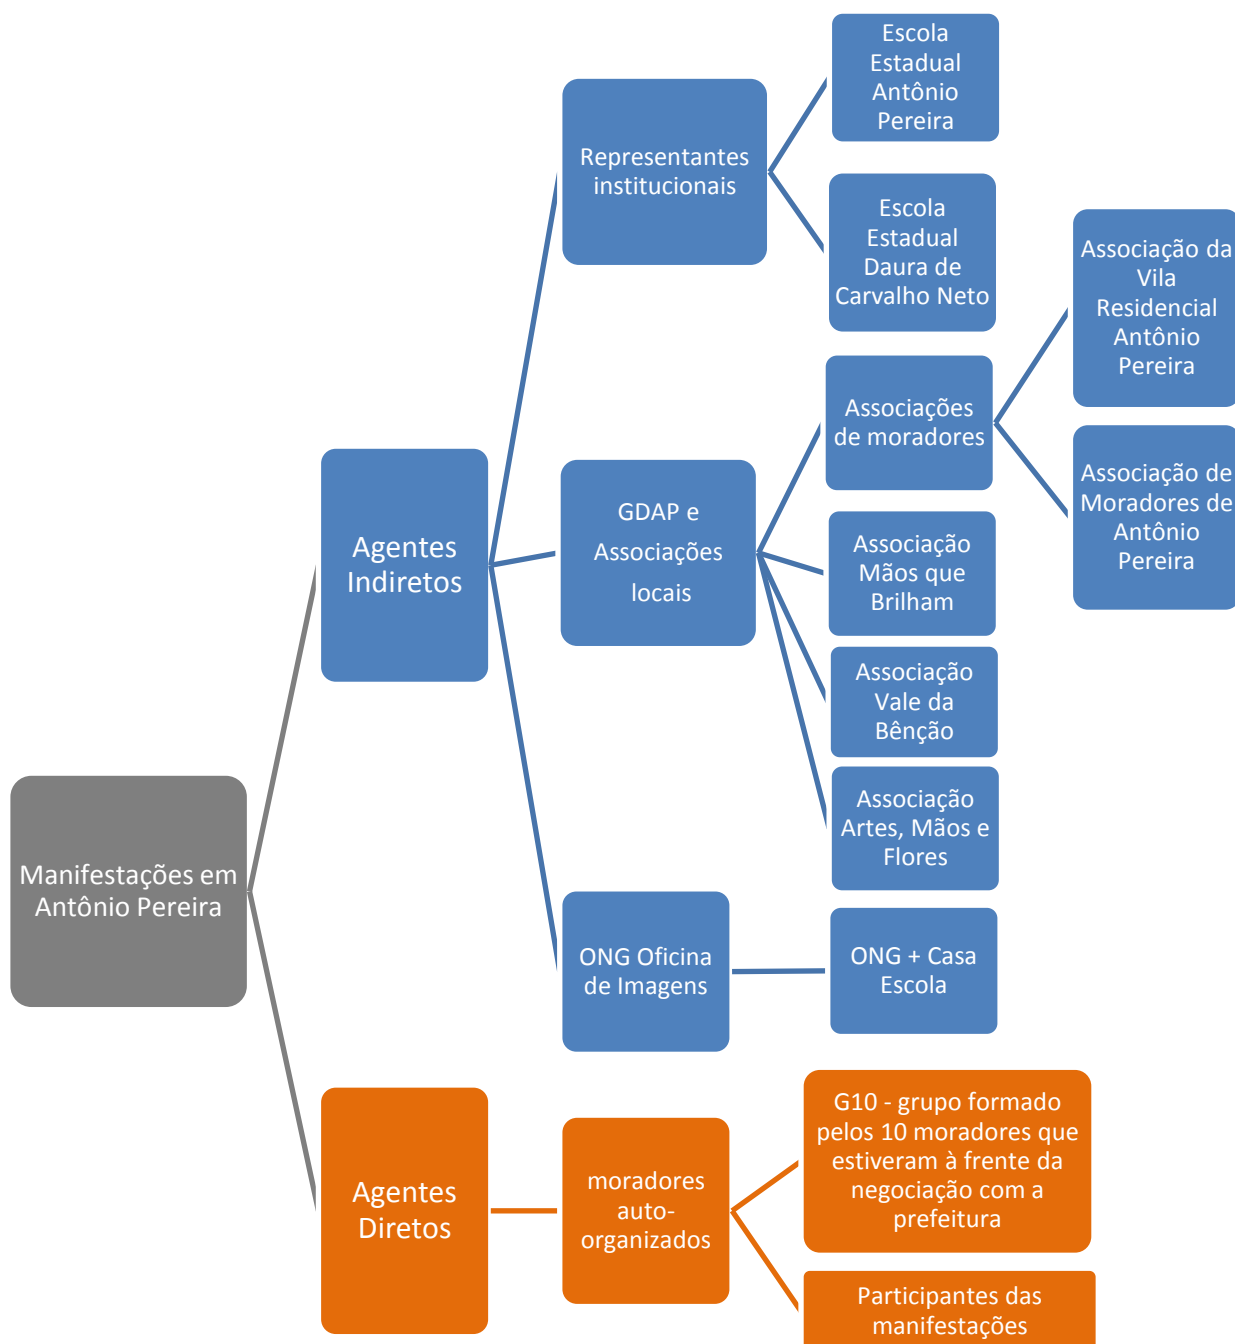 Manifestações em
Antônio Pereira
Agentes
Indiretos
Representantes
institucionais
Escola
Estadual
Antônio
Pereira
Escola
Estadual
Daura de
Carvalho Neto
GDAP e
Associações
locais
Associações
de moradores
Associação da
Vila
Residencial
Antônio
Pereira
Associação de
Moradores de
Antônio
Pereira
Associação
Mãos que
Brilham
Associação
Vale da
Bênção
Associação
Artes, Mãos e
Flores
ONG Oficina
de Imagens
ONG + Casa
Escola
Agentes
Diretos
moradores
auto-
organizados
G10 - grupo formado
pelos 10 moradores que
estiveram à frente da
negociação com a
prefeitura
Participantes das
manifestações